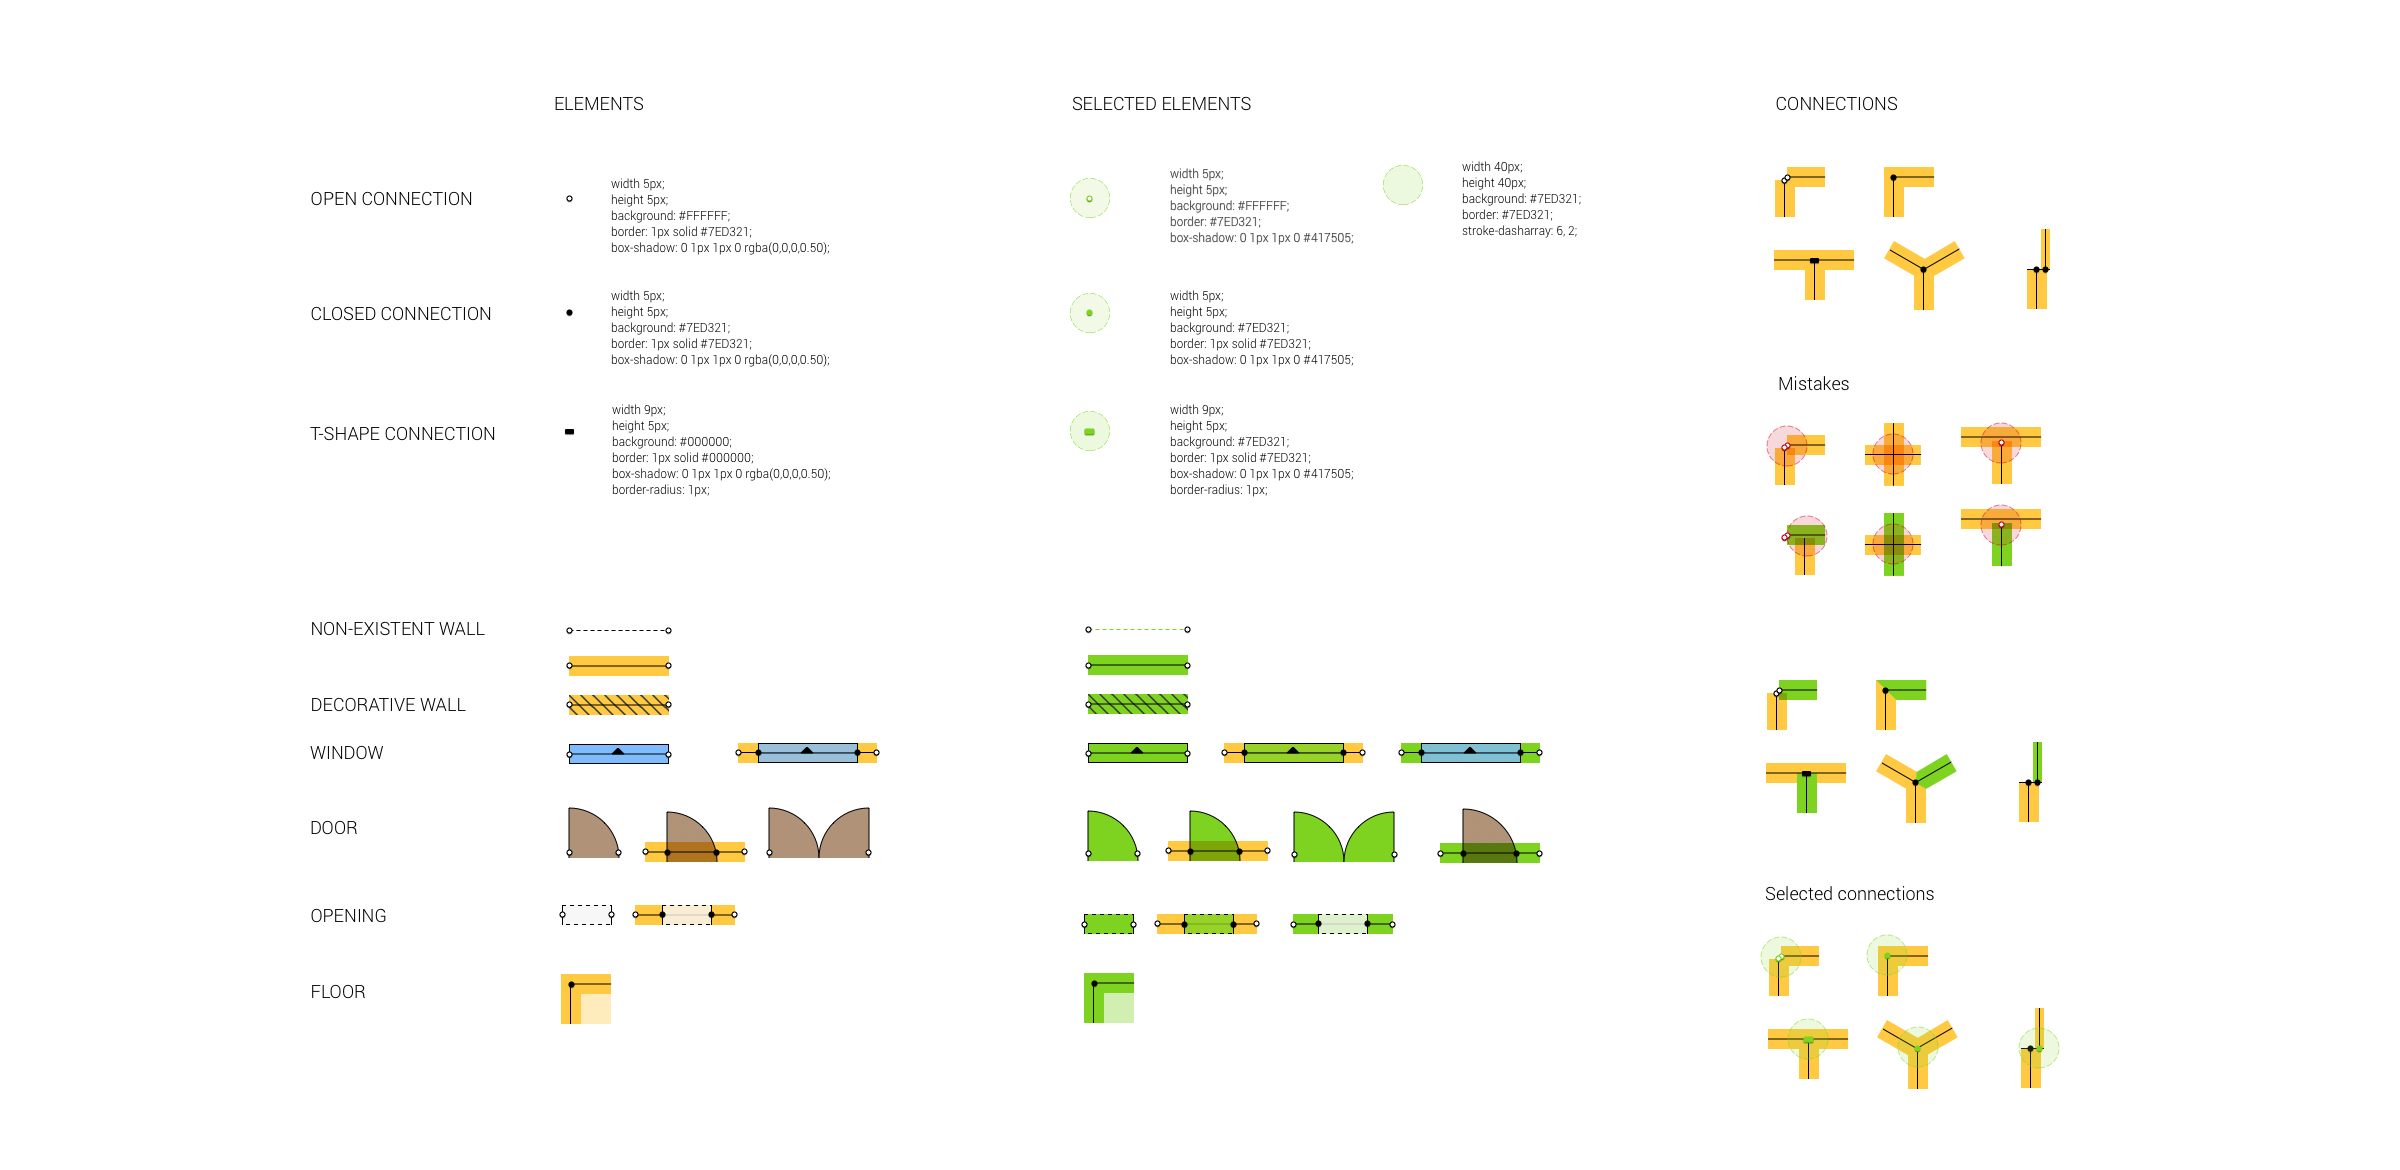 ELEMENTS
SELECTED ELEMENTS
CONNECTIONS
OPEN CONNECTION
width 5px;
height 5px;
background: #FFFFFF;
border: 1px solid #7ED321;
box-shadow: 0 1px 1px 0 rgba(0,0,0,0.50);
width 5px;
height 5px;
background: #FFFFFF;
border: #7ED321;
box-shadow: 0 1px 1px 0 #417505;
width 40px;
height 40px;
background: #7ED321;
border: #7ED321;
stroke-dasharray: 6, 2;
CLOSED CONNECTION
width 5px;
height 5px;
background: #7ED321;
border: 1px solid #7ED321;
box-shadow: 0 1px 1px 0 rgba(0,0,0,0.50);
width 5px;
height 5px;
background: #7ED321;
border: 1px solid #7ED321;
box-shadow: 0 1px 1px 0 #417505;
Mistakes
T-SHAPE CONNECTION
width 9px;
height 5px;
background: #000000;
border: 1px solid #000000;
box-shadow: 0 1px 1px 0 rgba(0,0,0,0.50);
border-radius: 1px;
width 9px;
height 5px;
background: #7ED321;
border: 1px solid #7ED321;
box-shadow: 0 1px 1px 0 #417505;
border-radius: 1px;
NON-EXISTENT WALL
DECORATIVE WALL
WINDOW
DOOR
Selected connections
OPENING
FLOOR